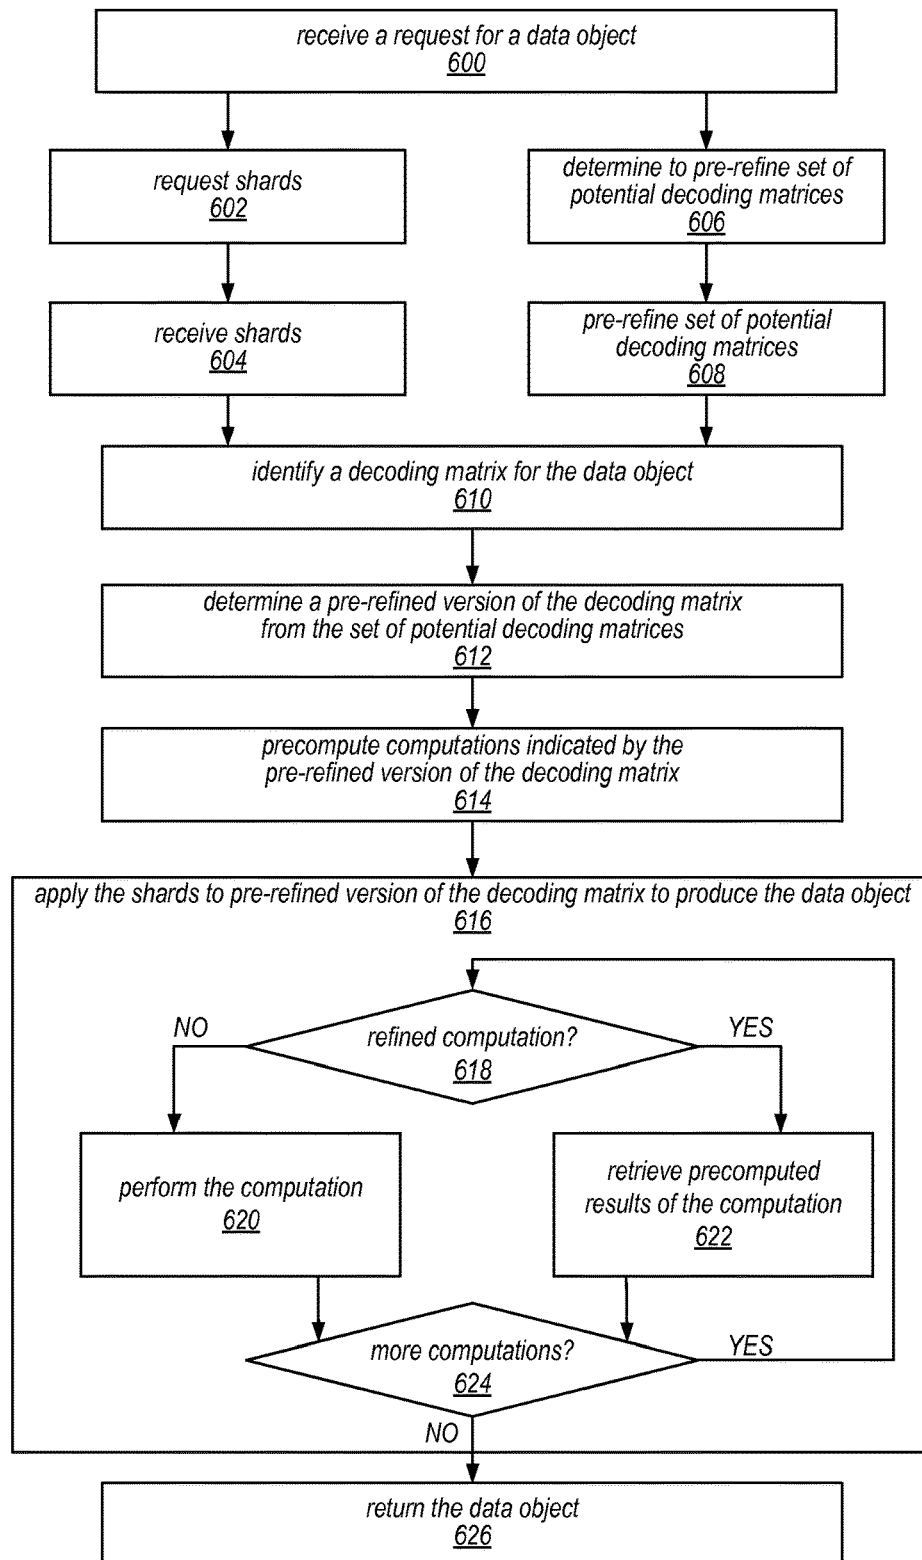 receive a request for a data object
600
request shards
602
determine to pre-refine set of
potential decoding matrices
606
receive shards
604
pre-refine set of potential
decoding matrices
608
identify a decoding matrix for the data object
610
determine a pre-refined version of the decoding matrix
from the set of potential decoding matrices
612
precompute computations indicated by the
pre-refined version of the decoding matrix
614
apply the shards to pre-refined version of the decoding matrix to produce the data object
616
NO
refined computation?
618
YES
perform the computation
620
retrieve precomputed
results of the computation
622
more computations?
624
YES
NO
return the data object
626